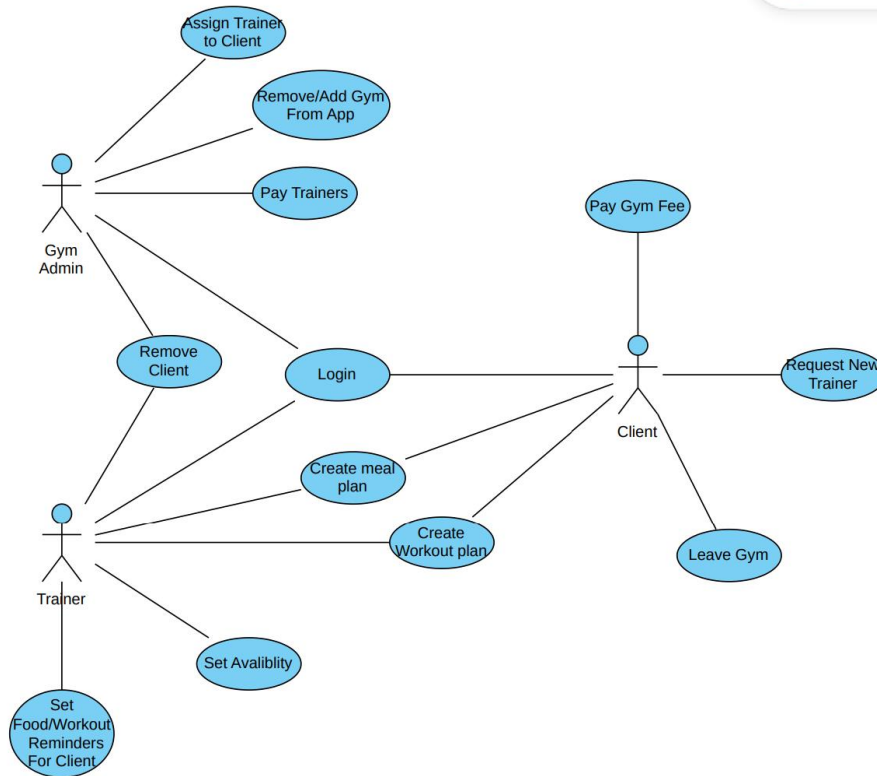 Assign Trainer
to Client
Remove/Add Gym
From App
Pay Trainers
Pay Gym Fee
Gym
Admin
Remove
Client
Login
Request New
Trainer
Client
Create meal
plan
Create
Workout plan
Leave Gym
Trainer
Set Avaliblity
Set
Food/Workout
Reminders
For Client